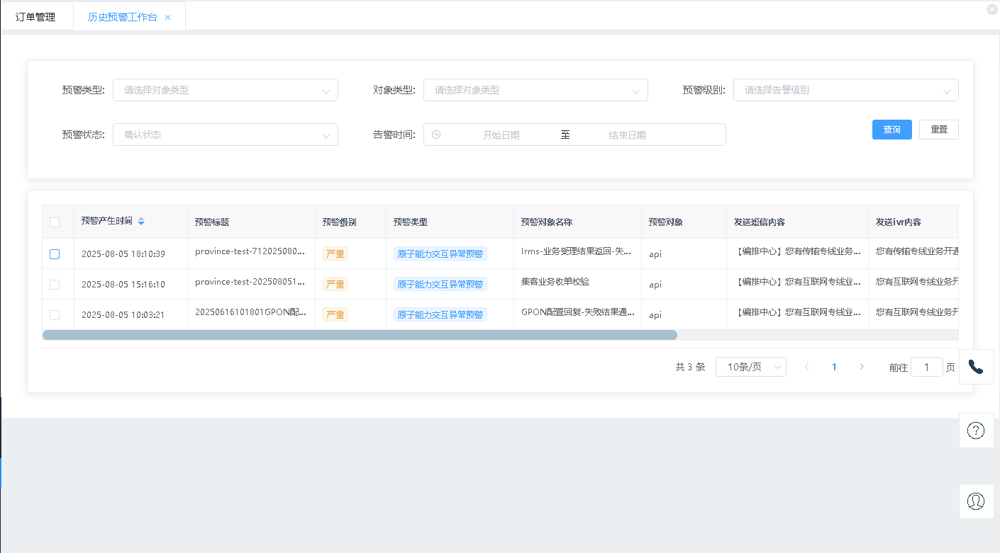 订单管理 历史预警工作台 ×
预警类型: 请选择对象类型 对象类型: 请选择对象类型 预警级别: 请选择告警级别
预警状态: 确认状态 告警时间: 开始日期 至 结束日期 查询 重置
预警产生时间 预警标题 预警级别 预警类型 预警对象名称 预警对象 发送短信内容 发送ivr内容
2025-08-05 18:10:39 province-test-712025080... 严重 原子能力交互异常预警 lrms-业务受理结果返回-失... api 【编排中心】您有传输专线业务... 您有传输专线业务开通
2025-08-05 15:16:10 province-test-202508051... 严重 原子能力交互异常预警 集客业务收单校验 api 【编排中心】您有互联网专线业... 您有互联网专线业务开
2025-08-05 10:03:21 20250616101801GPON配... 严重 原子能力交互异常预警 GPON配置回复-失败结果通... api 【编排中心】您有互联网专线业... 您有互联网专线业务开
共 3 条 10条/页 1 前往 1 页